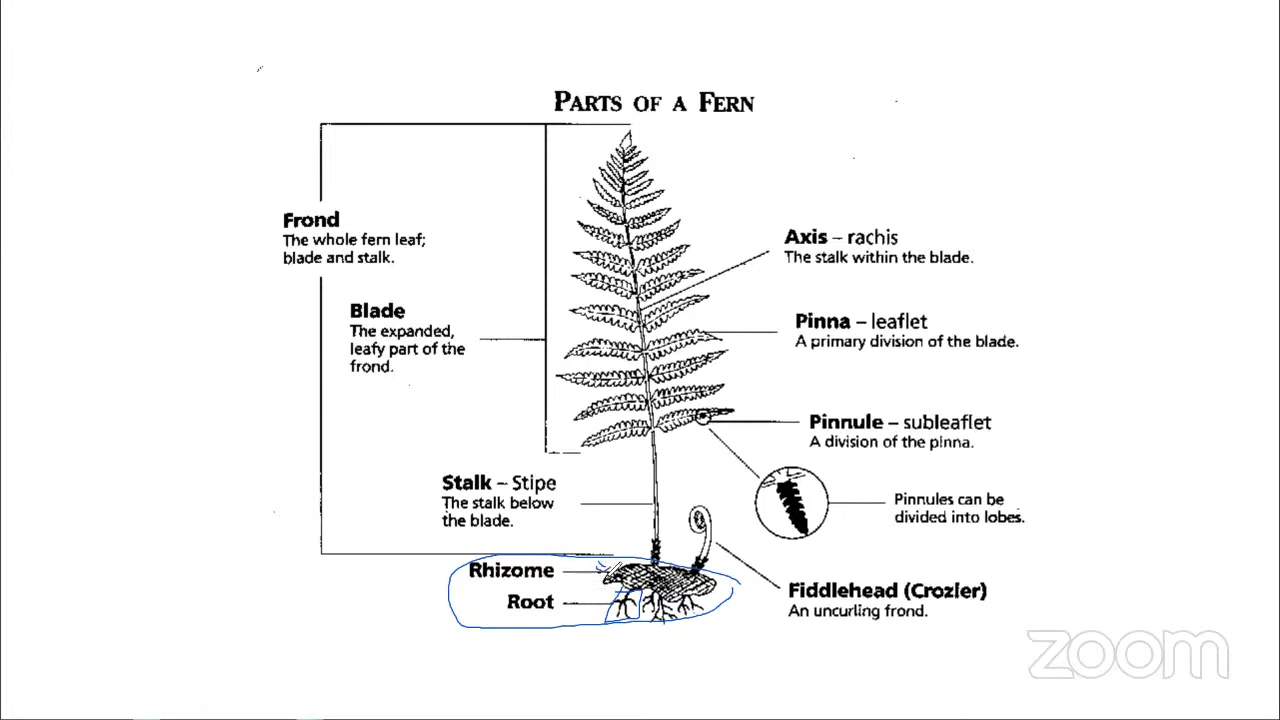 PARTS OF A FERN
Frond
The whole fern leaf;
blade and stalk.
Axis – rachis
The stalk within the blade.
Blade
The expanded,
leafy part of the
frond.
Pinna – leaflet
A primary division of the blade.
Pinnule – subleaflet
A division of the pinna.
Stalk – Stipe
The stalk below
the blade.
Pinnules can be
divided into lobes.
Rhizome
Root
Fiddlehead (Crozier)
An uncurling frond.
zoom